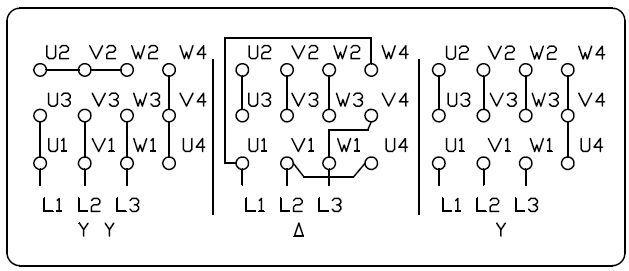 U2 V2 W2 W4 U2 V2 W2 W4 U2 V2 W2 W4
U3 V3 W3 V4 U3 V3 W3 V4 U3 V3 W3 V4
U1 V1 W1 U4 U1 V1 W1 U4 U1 V1 W1 U4
L1 L2 L3 L1 L2 L3 L1 L2 L3
Y Y Δ Y